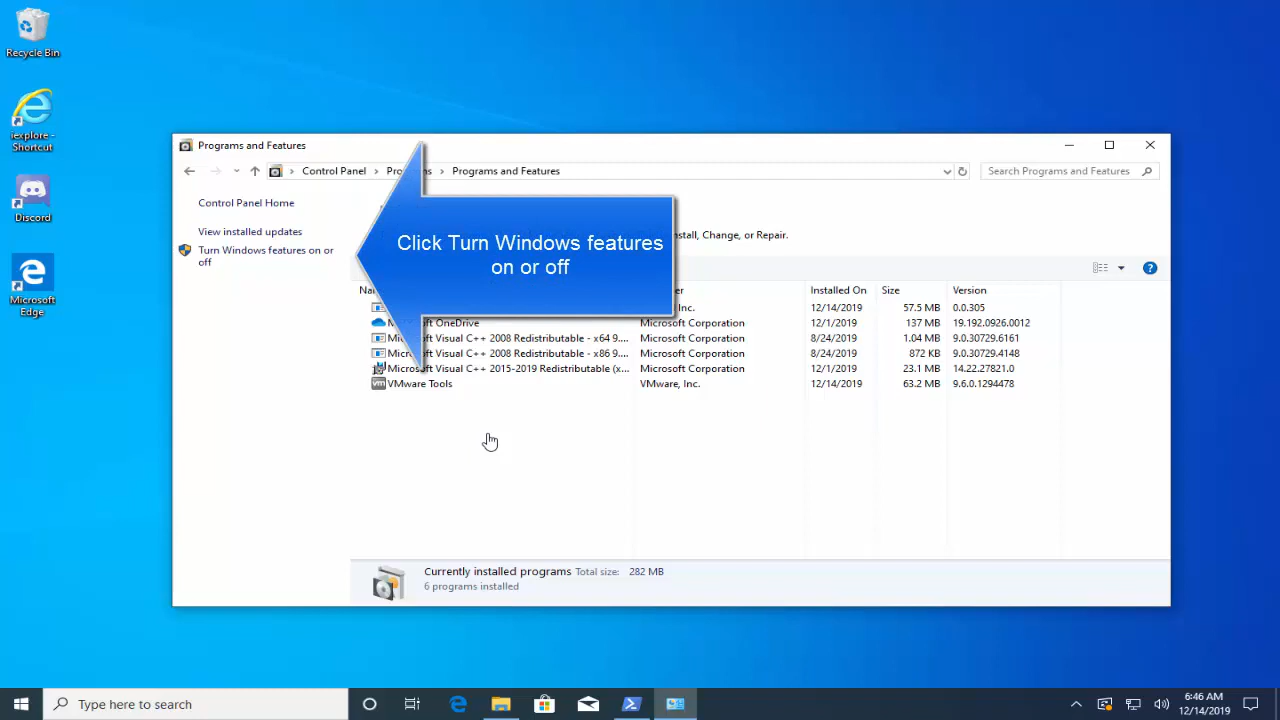 Recycle Bin
iexplore -
Shortcut
Discord
Microsoft
Edge
Programs and Features
Control Panel
Programs and Features
Search Programs and Features
Control Panel Home
View installed updates
Turn Windows features on or
off
Click Turn Windows features
on or off
Change, or Repair.
Installed On Size Version
Inc. 12/14/2019 57.5 MB 0.0.305
OneDrive Microsoft Corporation 12/1/2019 137 MB 19.192.0926.0012
Microsoft Visual C++ 2008 Redistributable - x64 9.... Microsoft Corporation 8/24/2019 1.04 MB 9.0.30729.6161
Microsoft Visual C++ 2008 Redistributable - x86 9.... Microsoft Corporation 8/24/2019 872 KB 9.0.30729.4148
Microsoft Visual C++ 2015-2019 Redistributable (x... Microsoft Corporation 12/1/2019 23.1 MB 14.22.27821.0
vm VMware Tools VMware, Inc. 12/14/2019 63.2 MB 9.6.0.1294478
Currently installed programs Total size: 282 MB
6 programs installed
Type here to search
6:46 AM
12/14/2019